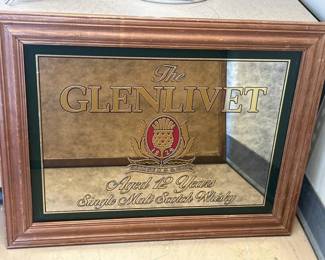 The
GLENLIVET
Aged 12 Years
Single Malt Scotch Whisky